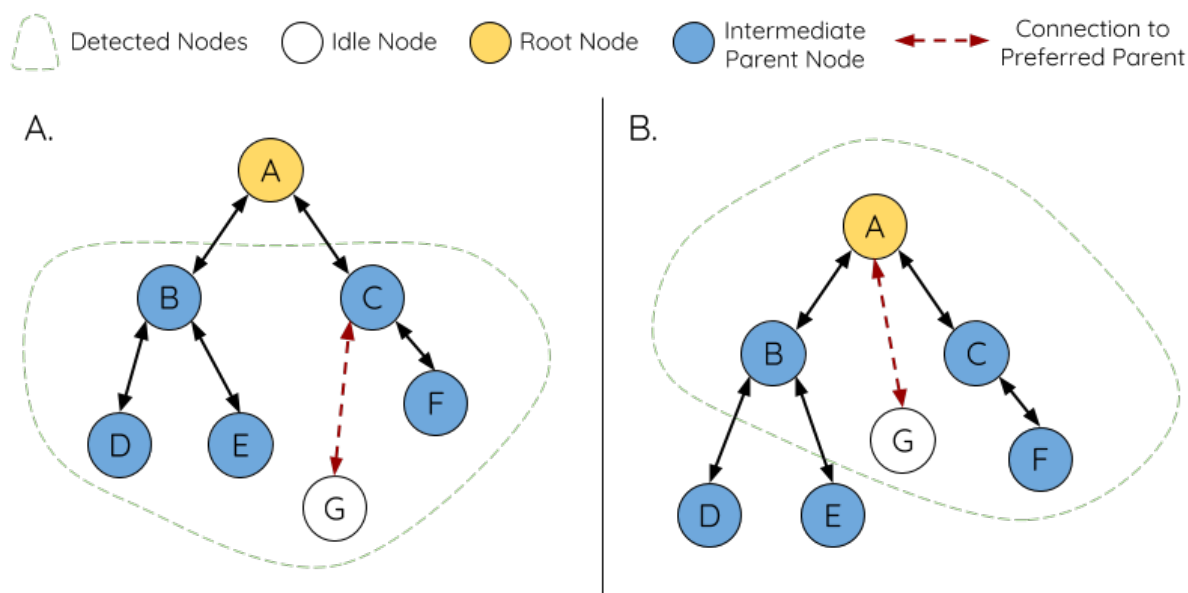 Detected Nodes
Idle Node
Root Node
Intermediate
Parent Node
Connection to
Preferred Parent
A.
A
B
C
F
D
E
G
B.
A
B
C
G
F
D
E